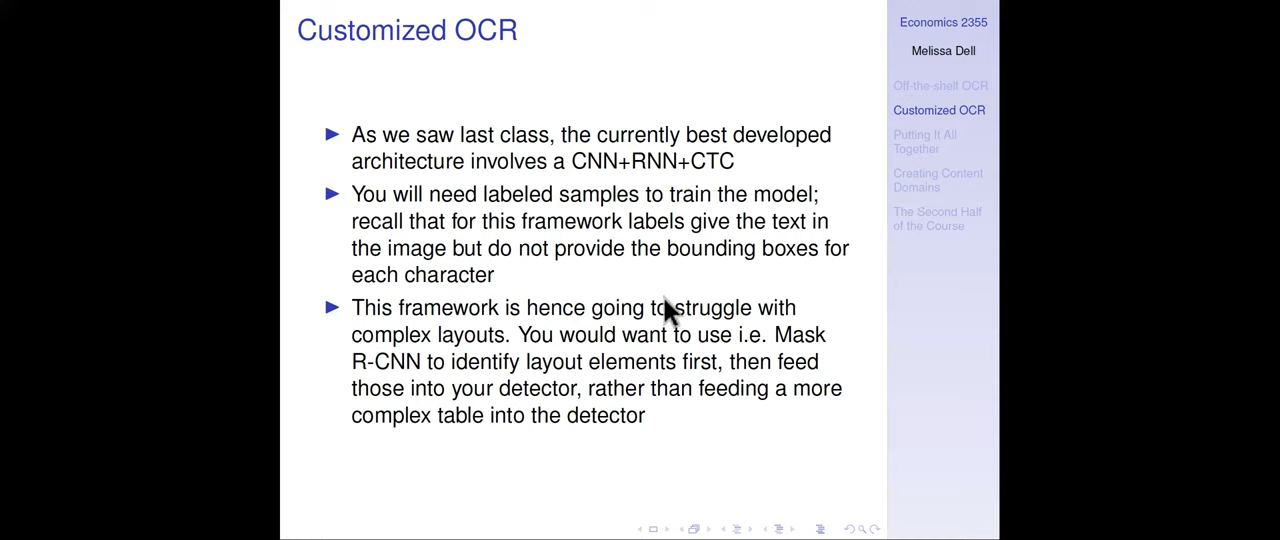 Customized OCR
As we saw last class, the currently best developed
architecture involves a CNN+RNN+CTC
You will need labeled samples to train the model;
recall that for this framework labels give the text in
the image but do not provide the bounding boxes for
each character
This framework is hence going to struggle with
complex layouts. You would want to use i.e. Mask
R-CNN to identify layout elements first, then feed
those into your detector, rather than feeding a more
complex table into the detector
Economics 2355
Melissa Dell
Off-the-shelf OCR
Customized OCR
Putting It All
Together
Creating Content
Domains
The Second Half
of the Course